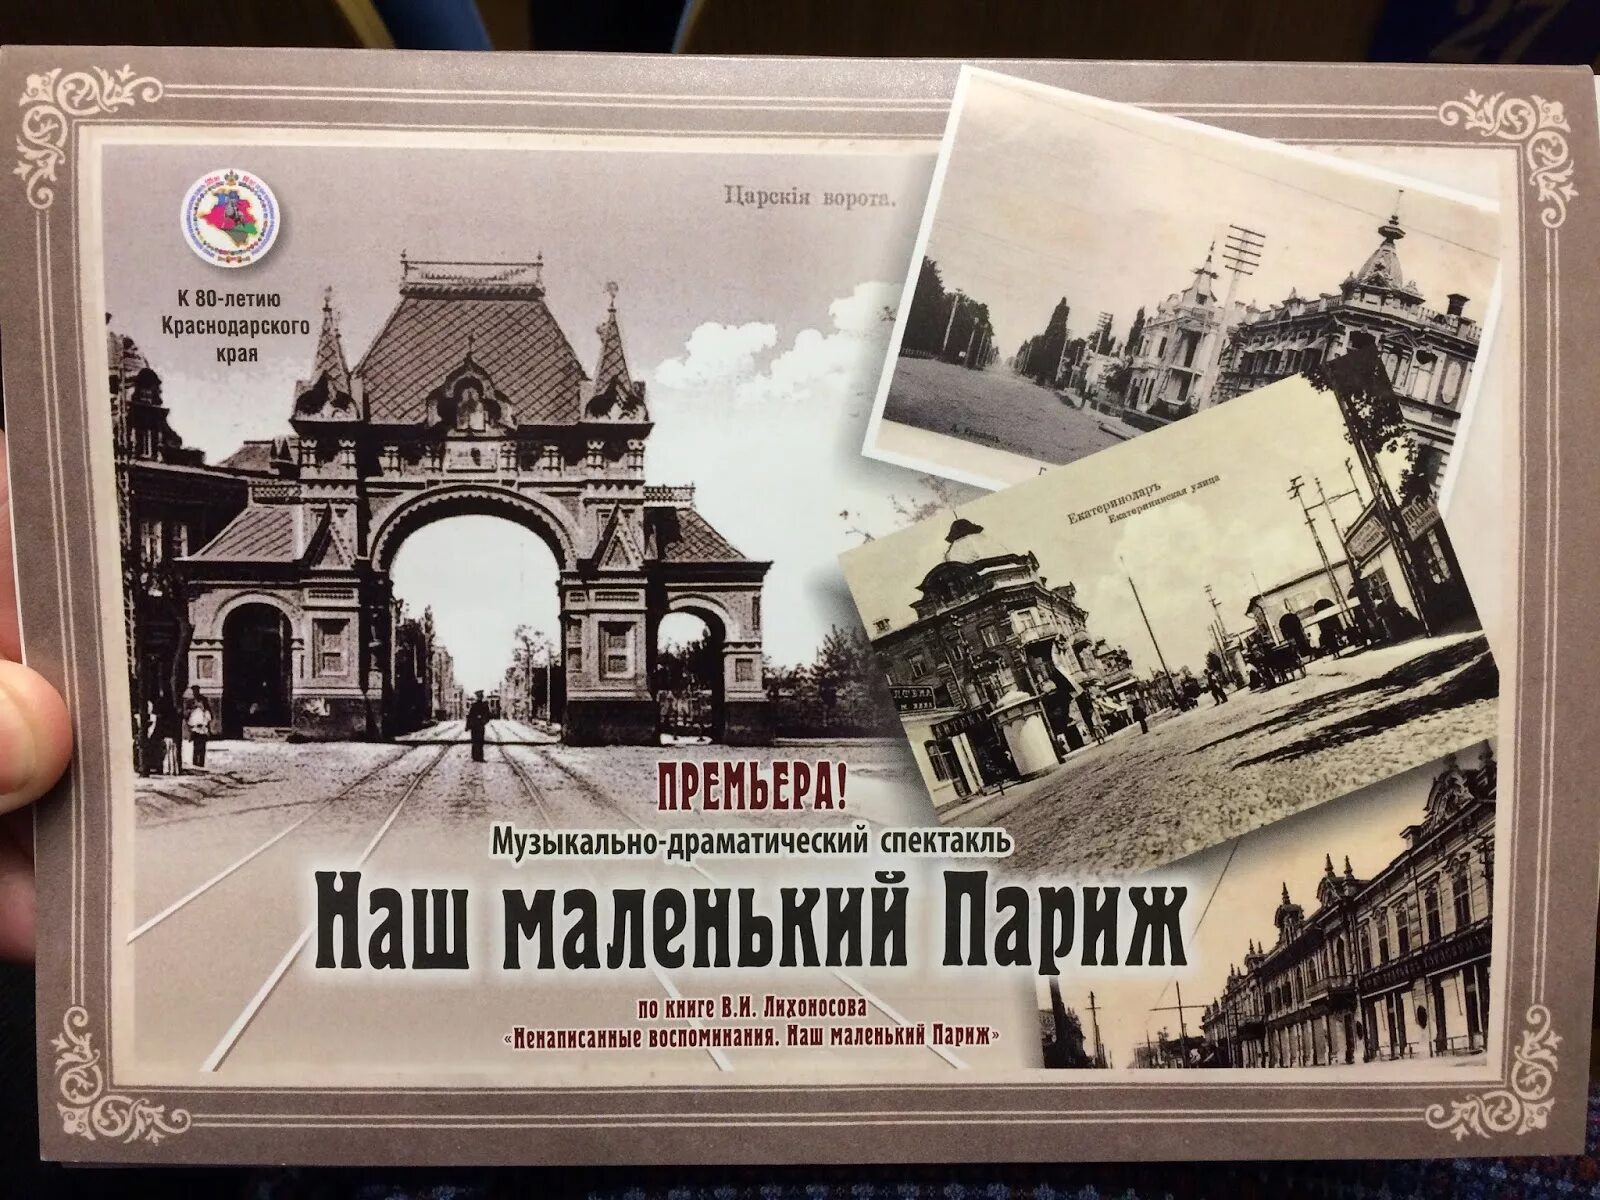 27
Царскія ворота.
К 80-летию
Краснодарского
края
Екатеринодаръ
Екатерининская улица
ПРЕМЬЕРА!
Музыкально-драматический спектакль
Наш маленький Париж
по книге В.И. Лихоносова
«Ненаписанные воспоминания. Наш маленький Париж»